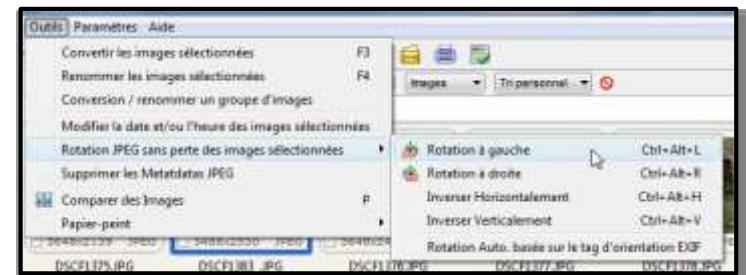 Outils Paramètres Aide
Convertir les images sélectionnées F3
Renommer les images sélectionnées F4
Conversion / renommer un groupe d'images
Modifier la date et/ou l'heure des images sélectionnées
Rotation JPEG sans perte des images sélectionnées
Supprimer les Metatdatas JPEG
Comparer des Images P
Papier-peint
Images Tri personnel
Rotation à gauche Ctrl+Alt+L
Rotation à droite Ctrl+Alt+R
Inverser Horizontalement Ctrl+Alt+H
Inverser Verticalement Ctrl+Alt+V
Rotation Auto. basée sur le tag d'orientation EXIF
DSCF1375.JPG DSCF1383 .JPG DSCF1376.JPG DSCF1377.JPG DSCF1378.JPG